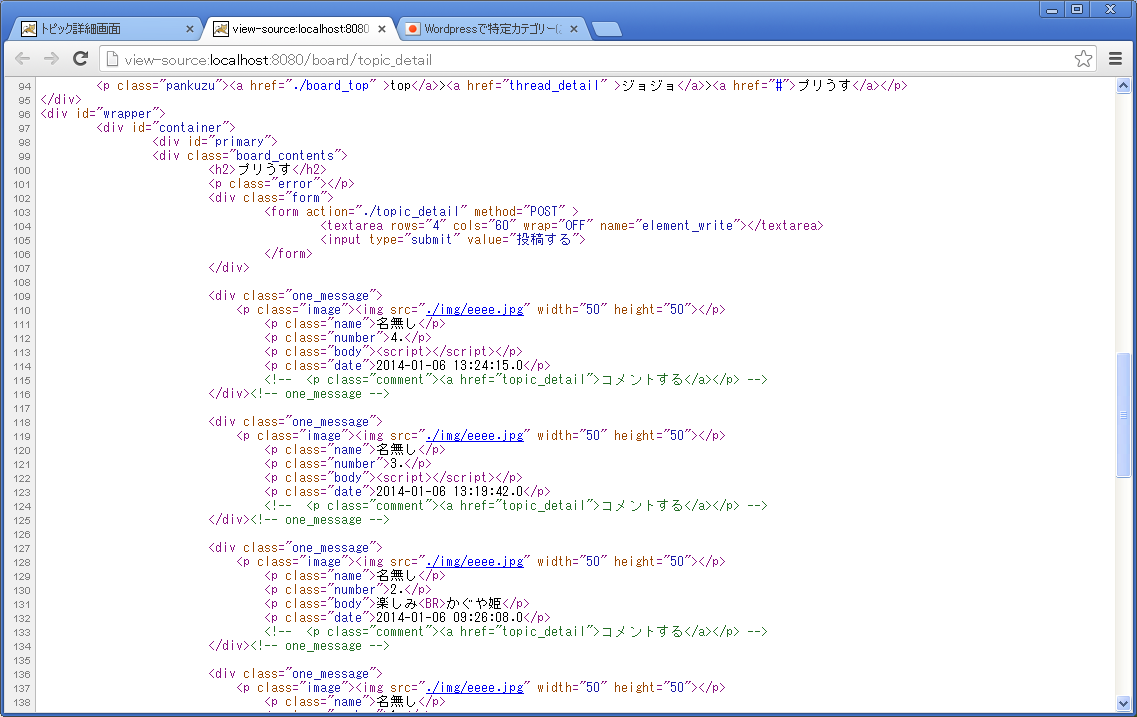 トピック詳細画面
view-source:localhost:8080
Wordpressで特定カテゴリー(
view-source:localhost:8080/board/topic_detail
94 <p class="pankuzu"><a href="./board_top" >top</a>><a href="thread_detail" >ジョジョ</a>><a href="#">プリうす</a></p>
95 </div>
96 <div id="wrapper">
97 <div id="container">
98 <div id="primary">
99 <div class="board_contents">
100 <h2>プリうす</h2>
101 <p class="error"></p>
102 <div class="form">
103 <form action="./topic_detail" method="POST" >
104 <textarea rows="4" cols="60" wrap="OFF" name="element_write"></textarea>
105 <input type="submit" value="投稿する">
106 </form>
107 </div>
108
109 <div class="one_message">
110 <p class="image"><img src="./img/eeee.jpg" width="50" height="50"></p>
111 <p class="name">名無し</p>
112 <p class="number">4.</p>
113 <p class="body"><script></script></p>
114 <p class="date">2014-01-06 13:24:15.0</p>
115 <!-- <p class="comment"><a href="topic_detail">コメントする</a></p> -->
116 </div><!-- one_message -->
117
118 <div class="one_message">
119 <p class="image"><img src="./img/eeee.jpg" width="50" height="50"></p>
120 <p class="name">名無し</p>
121 <p class="number">3.</p>
122 <p class="body"><script></script></p>
123 <p class="date">2014-01-06 13:19:42.0</p>
124 <!-- <p class="comment"><a href="topic_detail">コメントする</a></p> -->
125 </div><!-- one_message -->
126
127 <div class="one_message">
128 <p class="image"><img src="./img/eeee.jpg" width="50" height="50"></p>
129 <p class="name">名無し</p>
130 <p class="number">2.</p>
131 <p class="body">楽しみ<BR>かぐや姫</p>
132 <p class="date">2014-01-06 09:26:08.0</p>
133 <!-- <p class="comment"><a href="topic_detail">コメントする</a></p> -->
134 </div><!-- one_message -->
135
136 <div class="one_message">
137 <p class="image"><img src="./img/eeee.jpg" width="50" height="50"></p>
138 <p class="name">名無し</p>